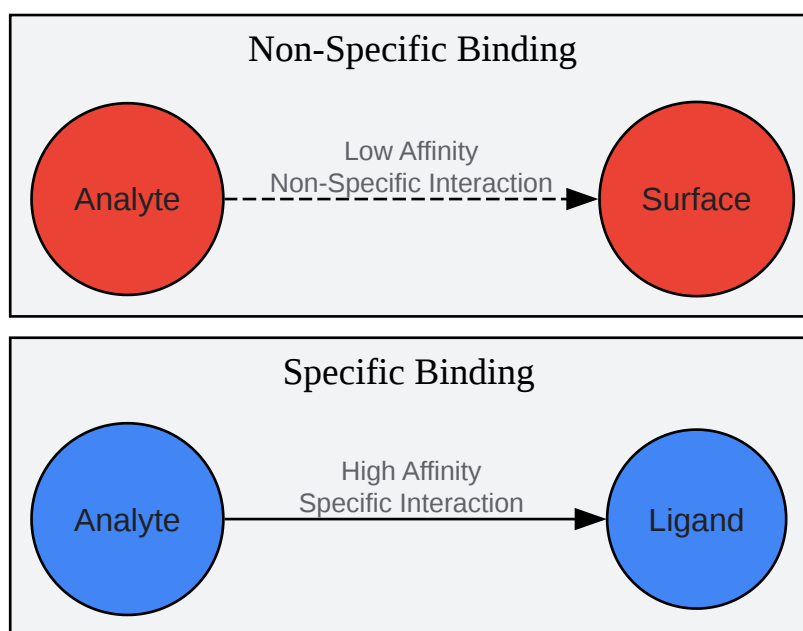 Non-Specific Binding
Low Affinity
Non-Specific Interaction
Analyte
Surface
Specific Binding
High Affinity
Specific Interaction
Analyte
Ligand